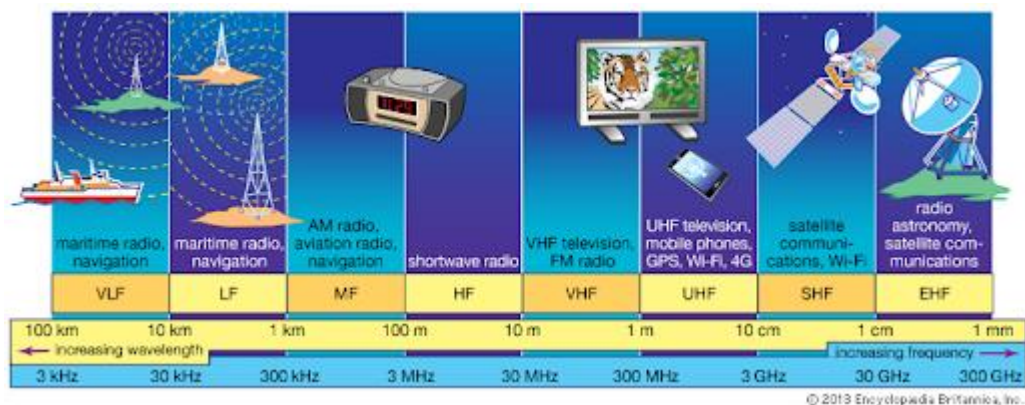 11:29
maritime radio,
navigation
maritime radio,
navigation
AM radio,
aviation radio,
navigation
shortwave radio
VHF television,
FM radio
UHF television,
mobile phones,
GPS, Wi-Fi, 4G
satellite
communi-
cations, Wi-Fi
radio
astronomy,
satellite com-
munications
VLF LF MF HF VHF UHF SHF EHF
100 km 10 km 1 km 100 m 10 m 1 m 10 cm 1 cm 1 mm
increasing wavelength increasing frequency
3 kHz 30 kHz 300 kHz 3 MHz 30 MHz 300 MHz 3 GHz 30 GHz 300 GHz
© 2013 Encyclopædia Britannica, Inc.